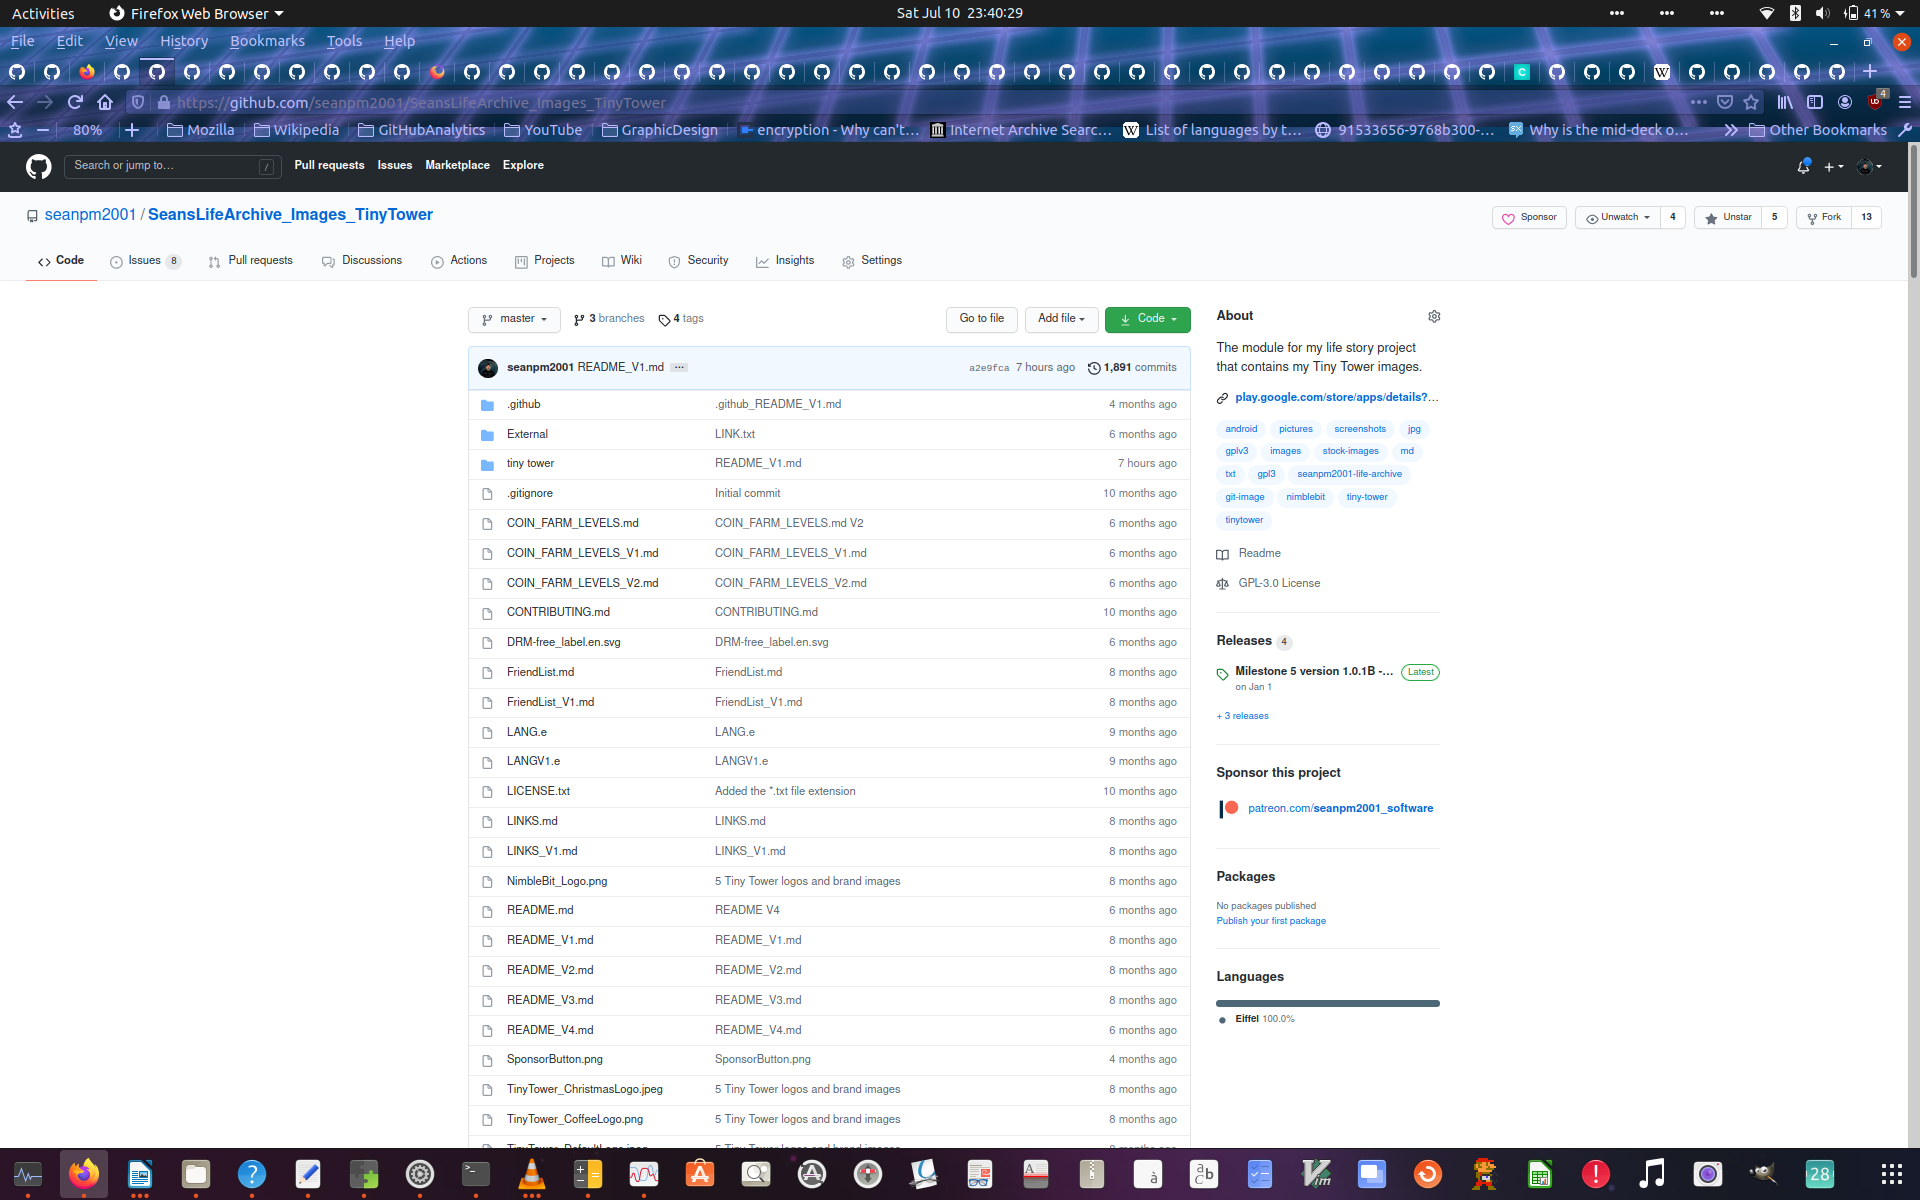 Activities Firefox Web Browser Sat Jul 10 23:40:29 41 %
File Edit View History Bookmarks Tools Help
https://github.com/seanpm2001/SeansLifeArchive_Images_TinyTower 4
80% Mozilla Wikipedia GitHubAnalytics YouTube GraphicDesign encryption - Why can't... Internet Archive Searc... List of languages by t... 91533656-9768b300-... Why is the mid-deck o... Other Bookmarks
Search or jump to... / Pull requests Issues Marketplace Explore
seanpm2001 / SeansLifeArchive_Images_TinyTower Sponsor Unwatch 4 Unstar 5 Fork 13
Code Issues 8 Pull requests Discussions Actions Projects Wiki Security Insights Settings
master 3 branches 4 tags Go to file Add file Code
seanpm2001 README_V1.md ... a2e9fca 7 hours ago 1,891 commits
.github .github_README_V1.md 4 months ago
External LINK.txt 6 months ago
tiny tower README_V1.md 7 hours ago
.gitignore Initial commit 10 months ago
COIN_FARM_LEVELS.md COIN_FARM_LEVELS.md V2 6 months ago
COIN_FARM_LEVELS_V1.md COIN_FARM_LEVELS_V1.md 6 months ago
COIN_FARM_LEVELS_V2.md COIN_FARM_LEVELS_V2.md 6 months ago
CONTRIBUTING.md CONTRIBUTING.md 10 months ago
DRM-free_label.en.svg DRM-free_label.en.svg 6 months ago
FriendList.md FriendList.md 8 months ago
FriendList_V1.md FriendList_V1.md 8 months ago
LANG.e LANG.e 9 months ago
LANGV1.e LANGV1.e 9 months ago
LICENSE.txt Added the *.txt file extension 10 months ago
LINKS.md LINKS.md 8 months ago
LINKS_V1.md LINKS_V1.md 8 months ago
NimbleBit_Logo.png 5 Tiny Tower logos and brand images 8 months ago
README.md README V4 6 months ago
README_V1.md README_V1.md 8 months ago
README_V2.md README_V2.md 8 months ago
README_V3.md README_V3.md 8 months ago
README_V4.md README_V4.md 6 months ago
SponsorButton.png SponsorButton.png 4 months ago
TinyTower_ChristmasLogo.jpeg 5 Tiny Tower logos and brand images 8 months ago
TinyTower_CoffeeLogo.png 5 Tiny Tower logos and brand images 8 months ago
About
The module for my life story project
that contains my Tiny Tower images.
play.google.com/store/apps/details?...
android pictures screenshots jpg
gplv3 images stock-images md
txt gpl3 seanpm2001-life-archive
git-image nimblebit tiny-tower
tinytower
Readme
GPL-3.0 License
Releases 4
Milestone 5 version 1.0.1B -... Latest
on Jan 1
+ 3 releases
Sponsor this project
patreon.com/seanpm2001_software
Packages
No packages published
Publish your first package
Languages
Eiffel 100.0%
28